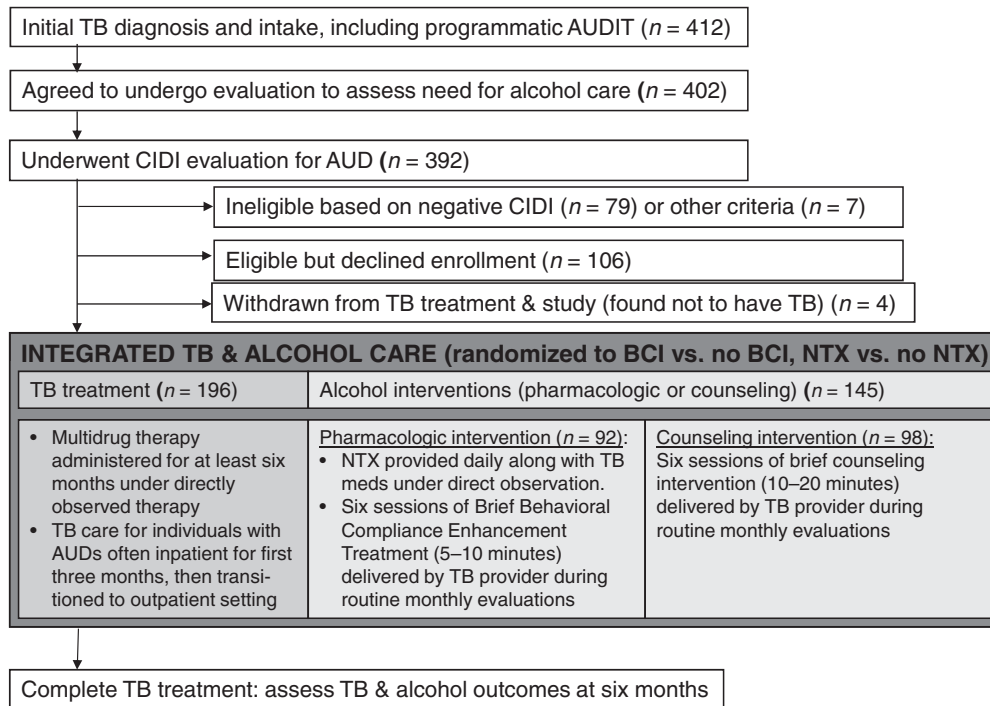 Initial TB diagnosis and intake, including programmatic AUDIT (n = 412)
Agreed to undergo evaluation to assess need for alcohol care (n = 402)
Underwent CIDI evaluation for AUD (n = 392)
Ineligible based on negative CIDI (n = 79) or other criteria (n = 7)
Eligible but declined enrollment (n = 106)
Withdrawn from TB treatment & study (found not to have TB) (n = 4)
INTEGRATED TB & ALCOHOL CARE (randomized to BCI vs. no BCI, NTX vs. no NTX)
TB treatment (n = 196)
Alcohol interventions (pharmacologic or counseling) (n = 145)
• Multidrug therapy
administered for at least six
months under directly
observed therapy
• TB care for individuals with
AUDs often inpatient for first
three months, then transi-
tioned to outpatient setting
Pharmacologic intervention (n = 92):
• NTX provided daily along with TB
meds under direct observation.
• Six sessions of Brief Behavioral
Compliance Enhancement
Treatment (5–10 minutes)
delivered by TB provider during
routine monthly evaluations
Counseling intervention (n = 98):
Six sessions of brief counseling
intervention (10–20 minutes)
delivered by TB provider during
routine monthly evaluations
Complete TB treatment: assess TB & alcohol outcomes at six months